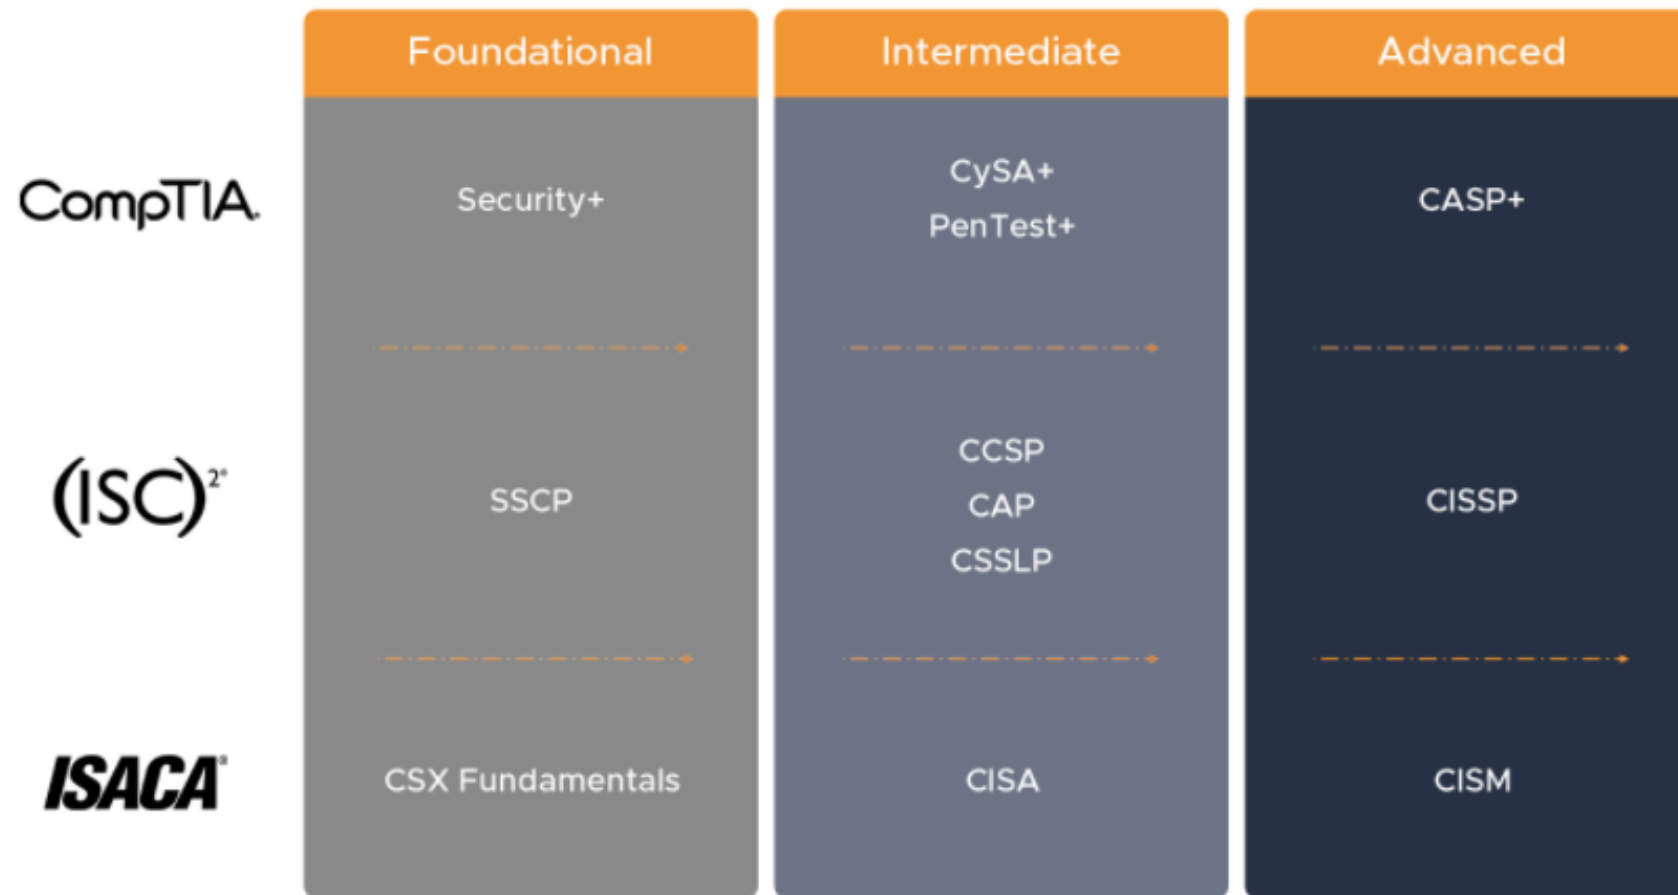 Foundational Intermediate Advanced
CompTIA.
Security+
CySA+
PenTest+
CASP+
(ISC)²®
SSCP
CCSP
CAP
CSSLP
CISSP
ISACA®
CSX Fundamentals
CISA
CISM